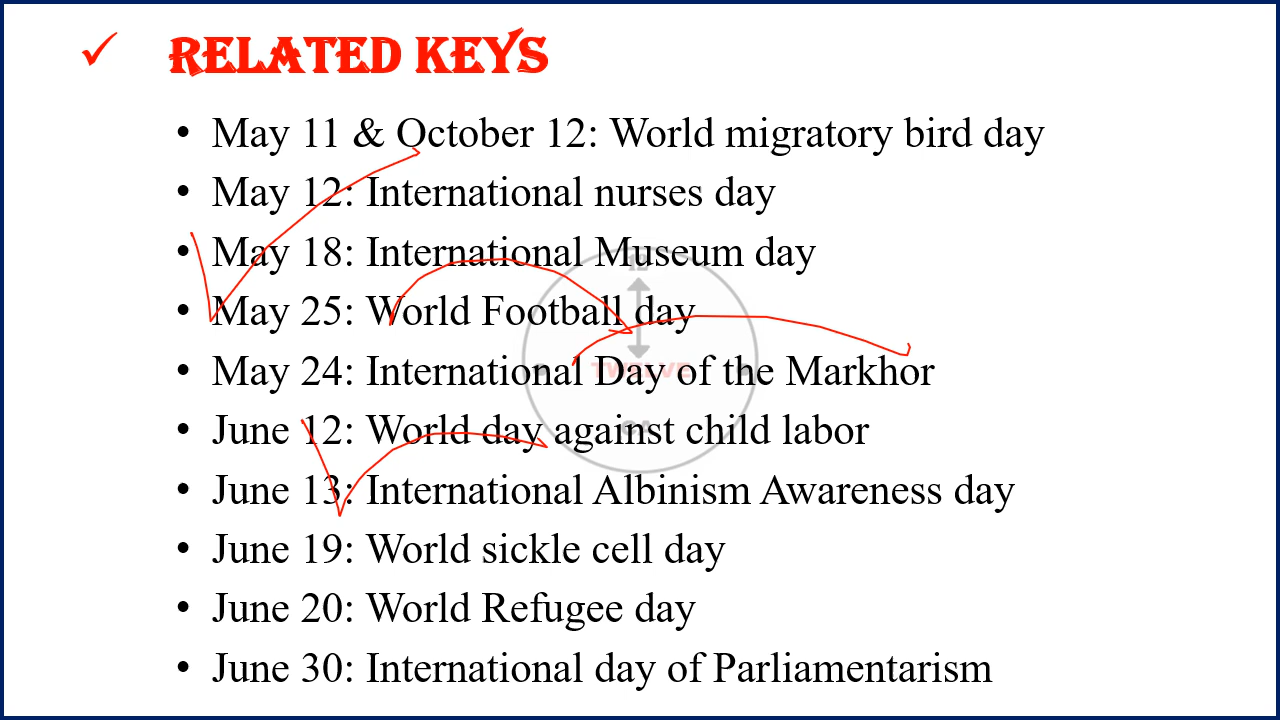 ✓ RELATED KEYS
• May 11 & October 12: World migratory bird day
• May 12: International nurses day
• May 18: International Museum day
• May 25: World Football day
• May 24: International Day of the Markhor
• June 12: World day against child labor
• June 13: International Albinism Awareness day
• June 19: World sickle cell day
• June 20: World Refugee day
• June 30: International day of Parliamentarism
TWELVE